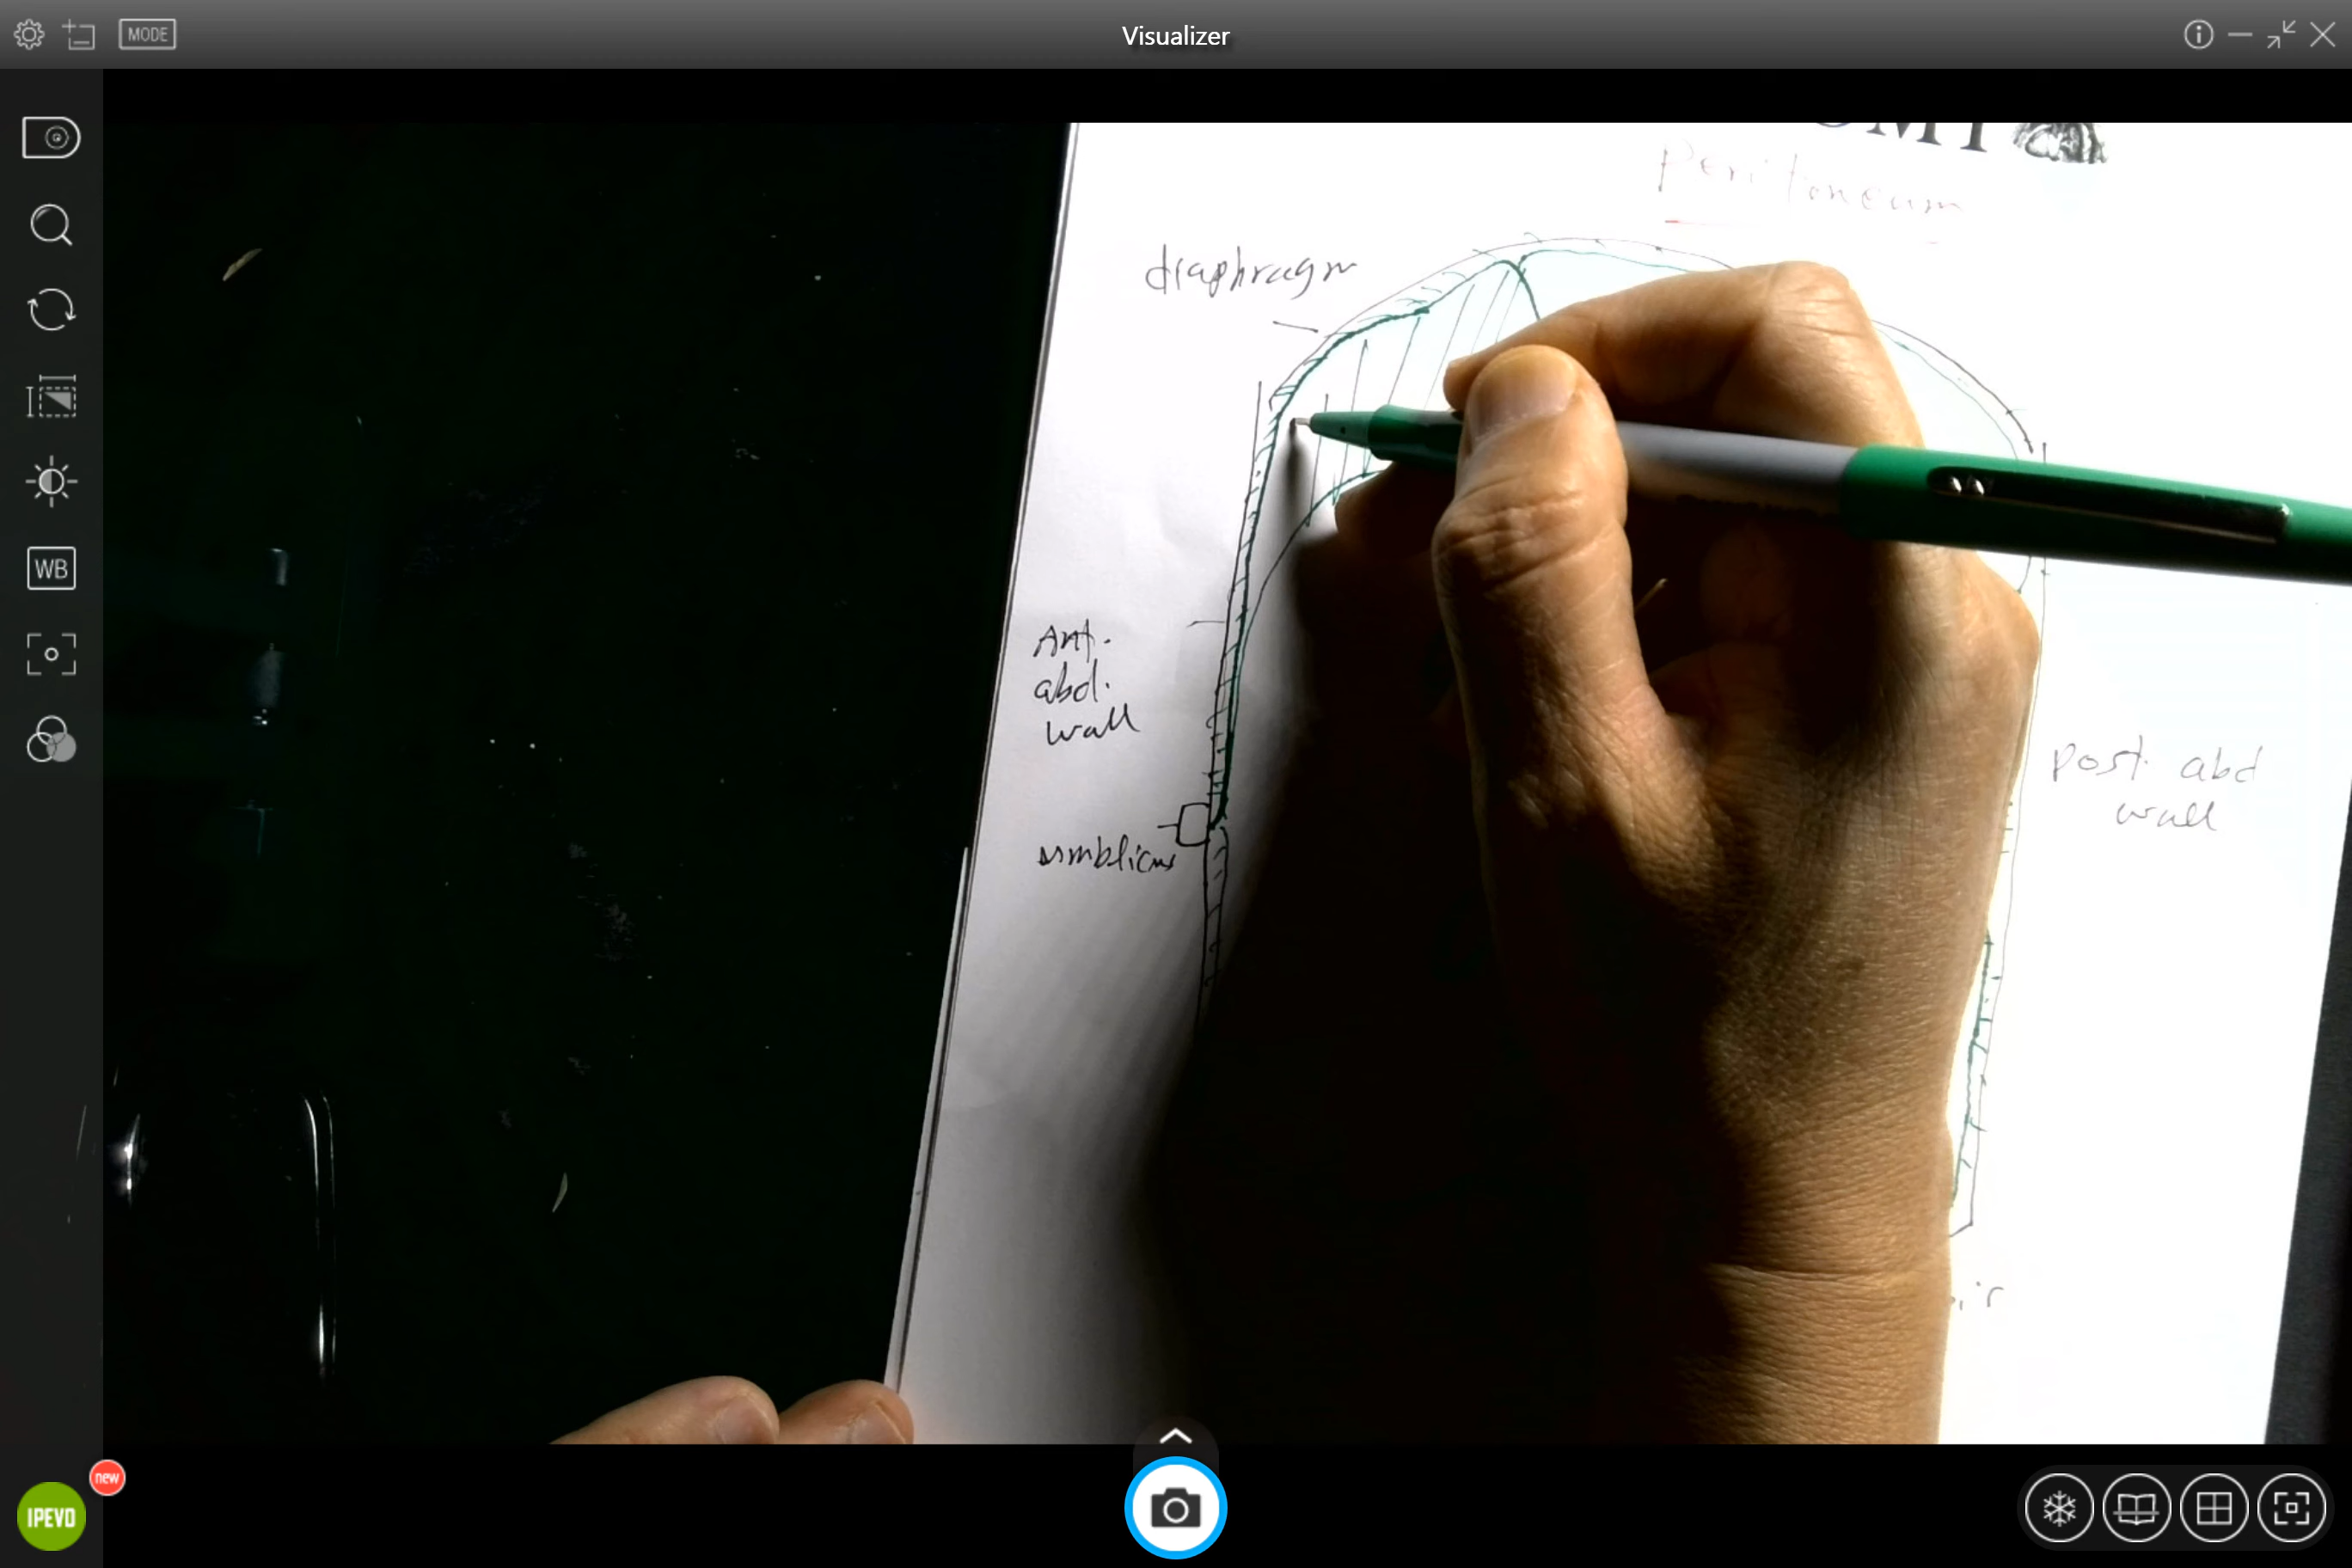 MODE
Visualizer
Peritoneum
diaphragm
WB
Ant.
abd.
wall
post. abd
wall
umblicus
new
IPEVO